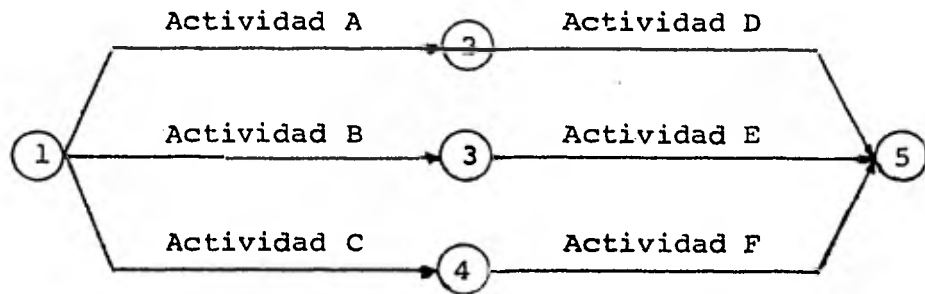 Actividad A Actividad D
2
Actividad B Actividad E
1 3 5
Actividad C Actividad F
4